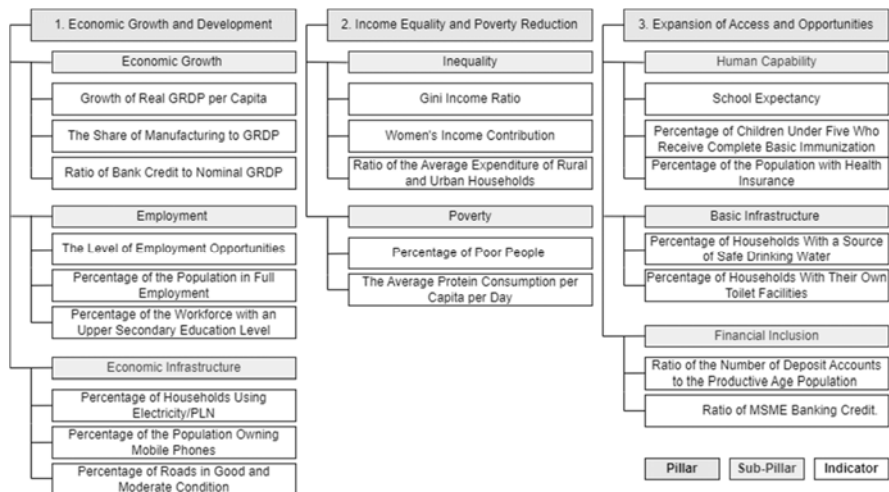 1. Economic Growth and Development
Economic Growth
Growth of Real GRDP per Capita
The Share of Manufacturing to GRDP
Ratio of Bank Credit to Nominal GRDP
Employment
The Level of Employment Opportunities
Percentage of the Population in Full
Employment
Percentage of the Workforce with an
Upper Secondary Education Level
Economic Infrastructure
Percentage of Households Using
Electricity/PLN
Percentage of the Population Owning
Mobile Phones
Percentage of Roads in Good and
Moderate Condition
2. Income Equality and Poverty Reduction
Inequality
Gini Income Ratio
Women's Income Contribution
Ratio of the Average Expenditure of Rural
and Urban Households
Poverty
Percentage of Poor People
The Average Protein Consumption per
Capita per Day
3. Expansion of Access and Opportunities
Human Capability
School Expectancy
Percentage of Children Under Five Who
Receive Complete Basic Immunization
Percentage of the Population with Health
Insurance
Basic Infrastructure
Percentage of Households With a Source
of Safe Drinking Water
Percentage of Households With Their Own
Toilet Facilities
Financial Inclusion
Ratio of the Number of Deposit Accounts
to the Productive Age Population
Ratio of MSME Banking Credit.
Pillar
Sub-Pillar
Indicator